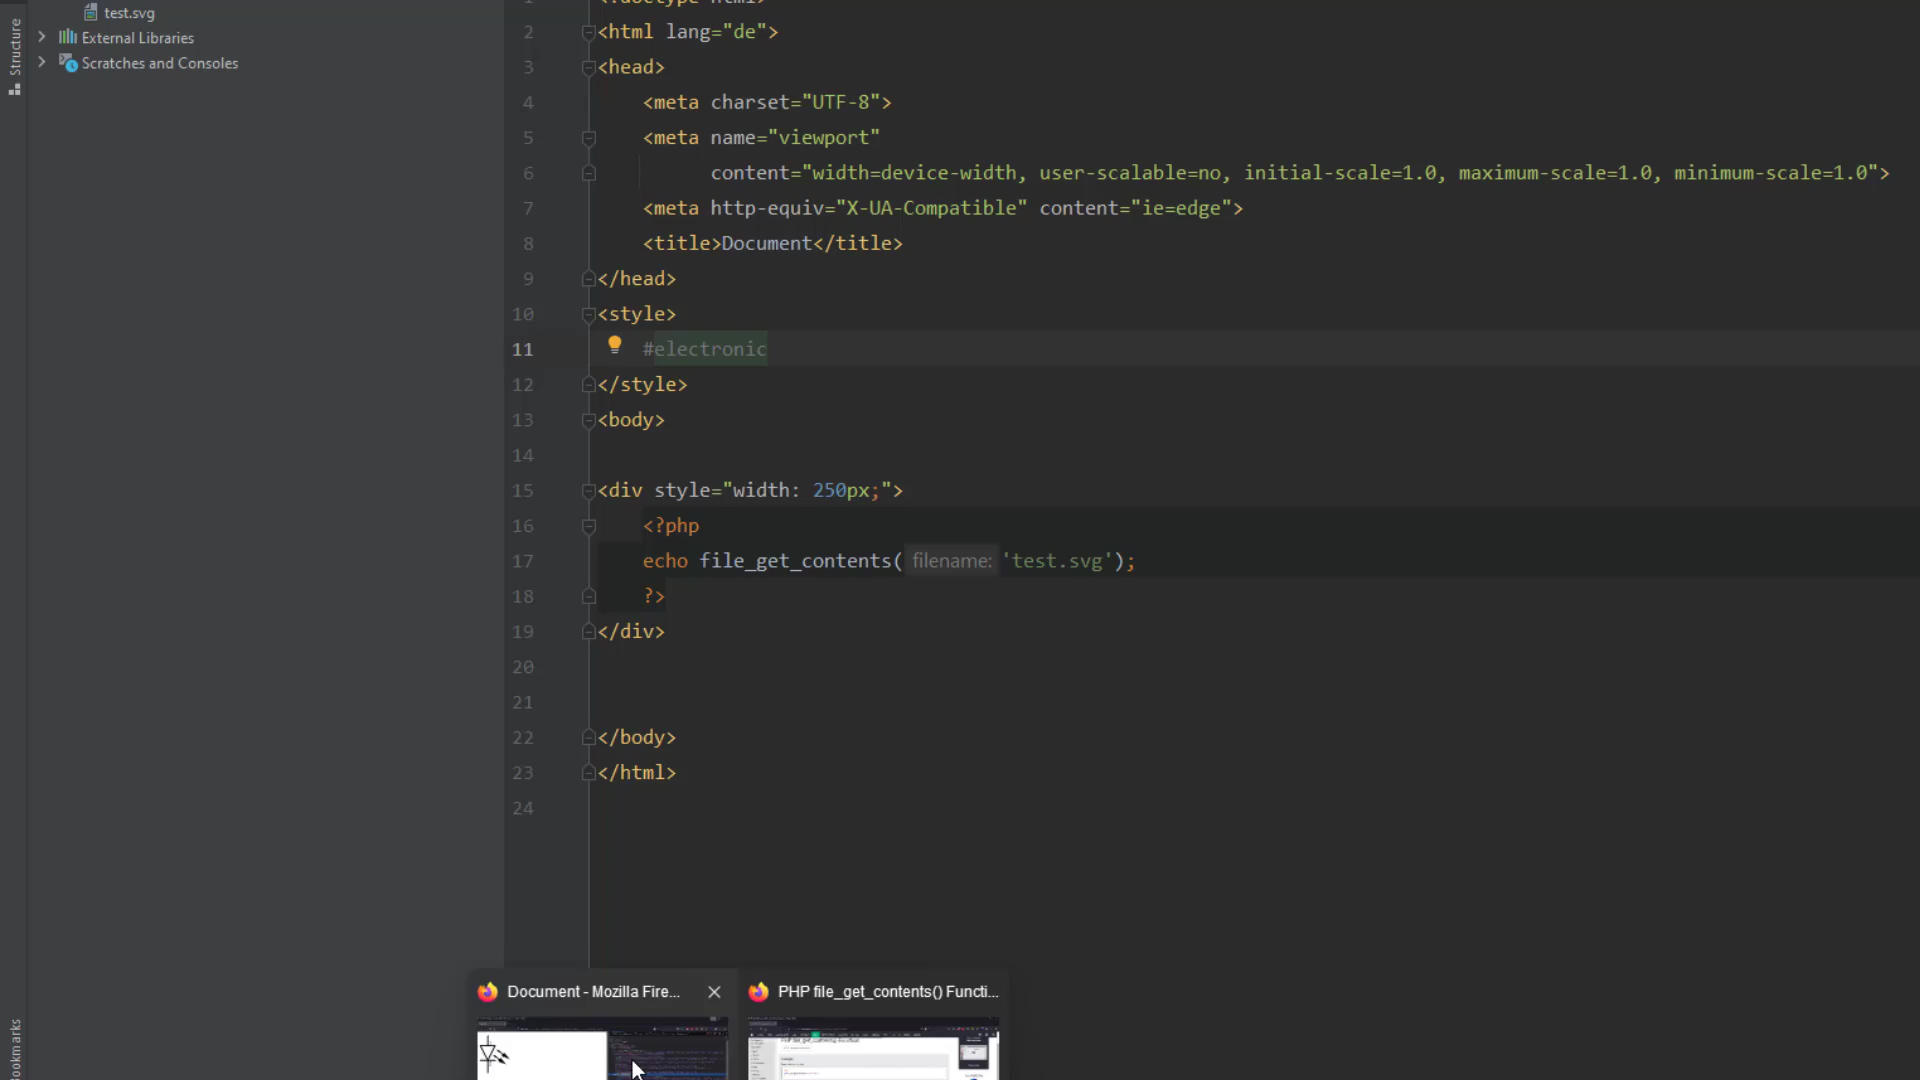 test.svg
External Libraries
Scratches and Consoles
Structure
Bookmarks
1 <!doctype html>
2 <html lang="de">
3 <head>
4 <meta charset="UTF-8">
5 <meta name="viewport"
6 content="width=device-width, user-scalable=no, initial-scale=1.0, maximum-scale=1.0, minimum-scale=1.0">
7 <meta http-equiv="X-UA-Compatible" content="ie=edge">
8 <title>Document</title>
9 </head>
10 <style>
11 #electronic
12 </style>
13 <body>
14
15 <div style="width: 250px;">
16 <?php
17 echo file_get_contents( filename: 'test.svg');
18 ?>
19 </div>
20
21
22 </body>
23 </html>
24
Document - Mozilla Fire...
PHP file_get_contents() Functi...